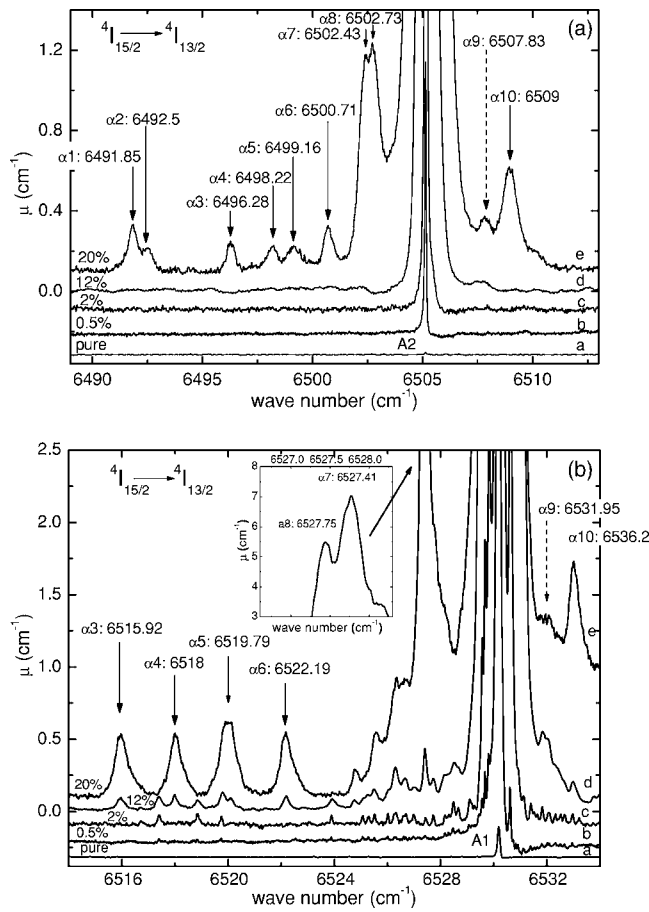 (a)
⁴I₁₅/₂ → ⁴I₁₃/₂
α8: 6502.73
α7: 6502.43
α9: 6507.83
α10: 6509
α6: 6500.71
α2: 6492.5
α5: 6499.16
α1: 6491.85
α4: 6498.22
α3: 6496.28
1.2
0.8
0.4
0.0
μ (cm⁻¹)
20%
e
12%
d
2%
c
0.5%
b
pure
A2
a
6490 6495 6500 6505 6510
wave number (cm⁻¹)
(b)
⁴I₁₅/₂ → ⁴I₁₃/₂
6527.0 6527.5 6528.0
α7: 6527.41
a8: 6527.75
8
7
6
5
4
3
μ (cm⁻¹)
wave number (cm⁻¹)
α9: 6531.95
α10: 6536.2
α3: 6515.92
α5: 6519.79
α4: 6518
α6: 6522.19
2.5
2.0
1.5
1.0
0.5
0.0
μ (cm⁻¹)
e
20%
12%
d
2%
c
0.5%
b
pure
A1
a
6516 6520 6524 6528 6532
wave number (cm⁻¹)